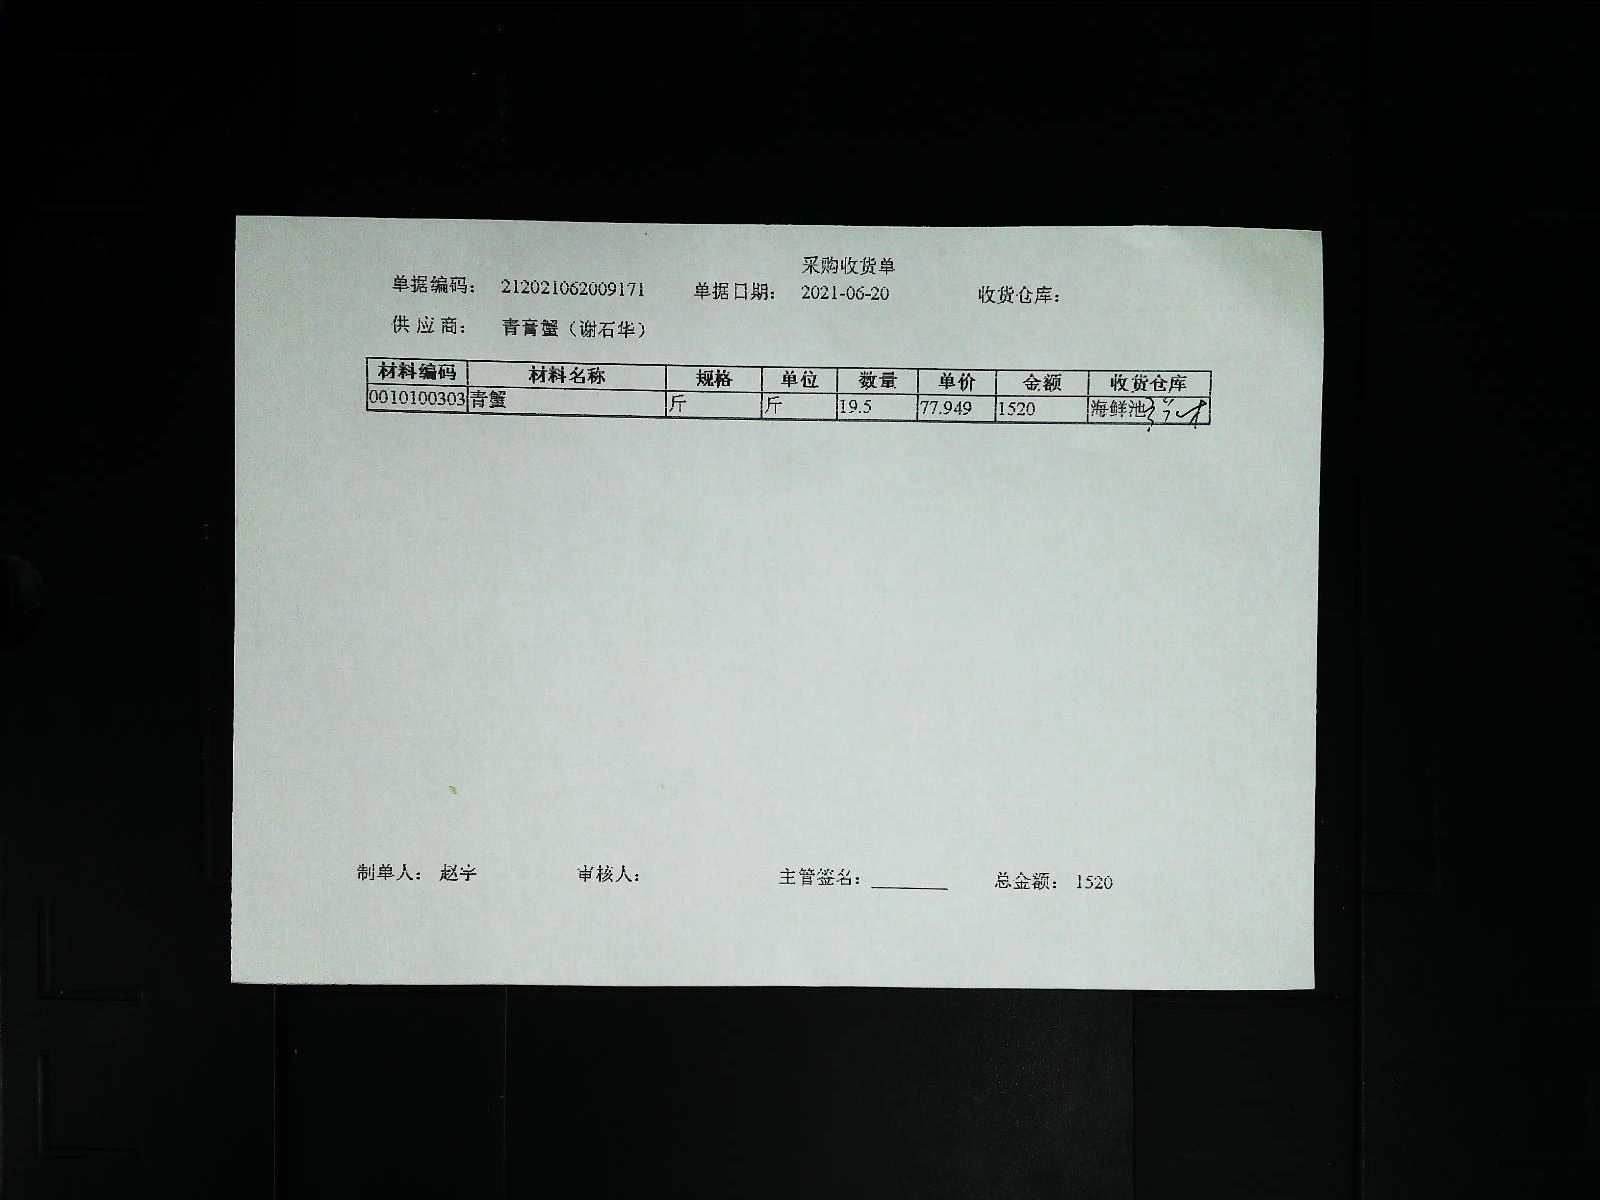 采购收货单
单据编码: 212021062009171 单据日期: 2021-06-20 收货仓库:
供应商: 青膏蟹（谢石华）
材料编码 材料名称 规格 单位 数量 单价 金额 收货仓库
0010100303 青蟹 斤 斤 19.5 77.949 1520 海鲜池
制单人: 赵宇 审核人: 主管签名: ________ 总金额: 1520